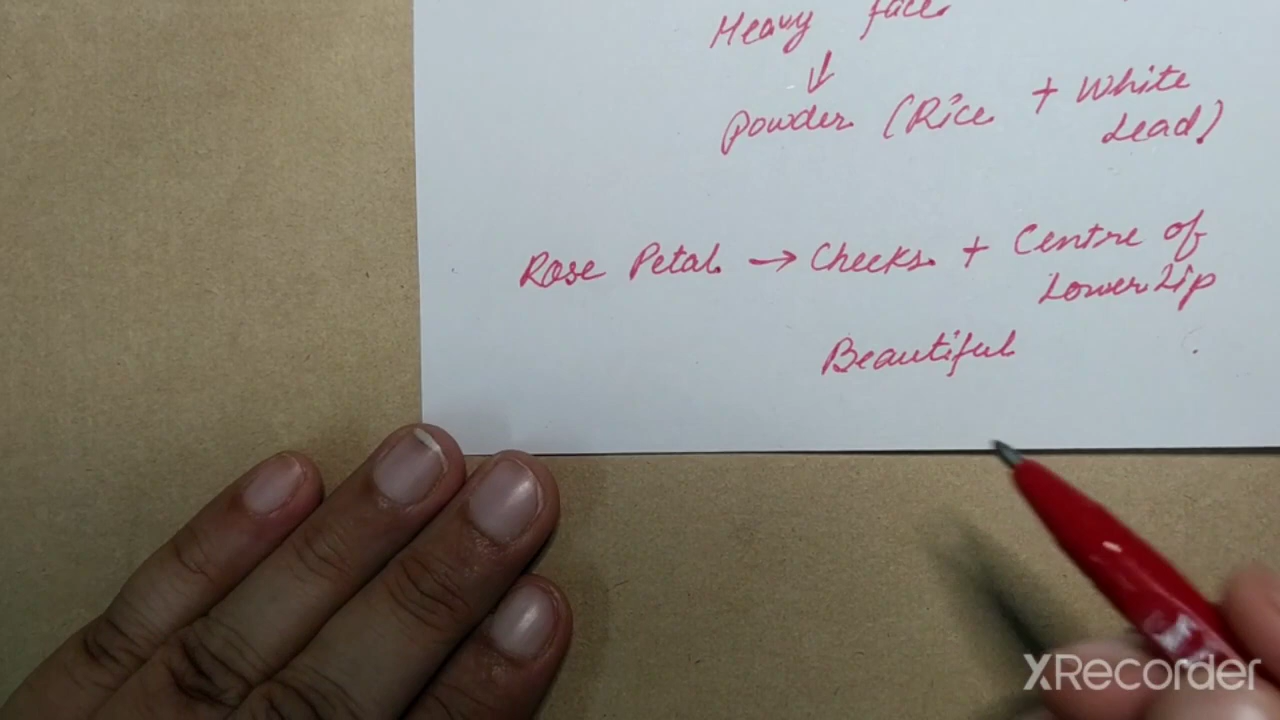 Heavy face
↓
Powder (Rice + White
Lead)
Rose Petal → Cheeks + Centre of
Lower Lip
Beautiful
XRecorder